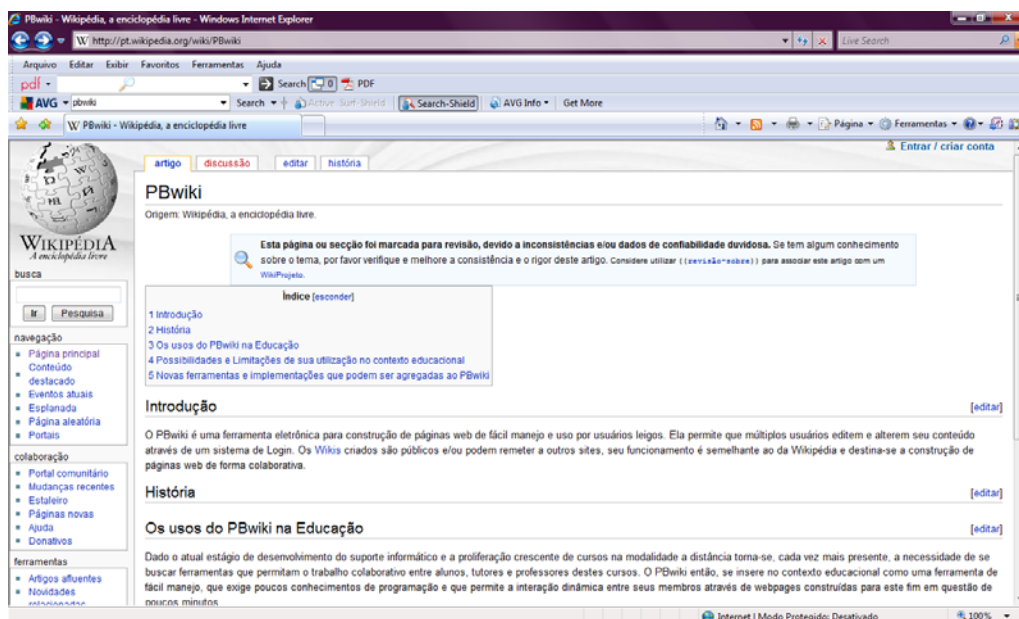 PBwiki - Wikipédia, a enciclopédia livre - Windows Internet Explorer
http://pt.wikipedia.org/wiki/PBwiki
Live Search
Arquivo Editar Exibir Favoritos Ferramentas Ajuda
pdf Search 0 PDF
AVG pbwiki Search Active Surf-Shield Search-Shield AVG Info Get More
PBwiki - Wikipédia, a enciclopédia livre
Página Ferramentas
Entrar / criar conta
artigo discussão editar história
WIKIPÉDIA
A enciclopédia livre
busca
Ir Pesquisa
navegação
Página principal
Conteúdo
destacado
Eventos atuais
Esplanada
Página aleatória
Portais
colaboração
Portal comunitário
Mudanças recentes
Estaleiro
Páginas novas
Ajuda
Donativos
ferramentas
Artigos afluentes
Novidades
relacionadas
PBwiki
Origem: Wikipédia, a enciclopédia livre.
Esta página ou secção foi marcada para revisão, devido a inconsistências e/ou dados de confiabilidade duvidosa. Se tem algum conhecimento
sobre o tema, por favor verifique e melhore a consistência e o rigor deste artigo. Considere utilizar {{revisão-sobre}} para associar este artigo com um
WikiProjeto.
Índice [esconder]
1 Introdução
2 História
3 Os usos do PBwiki na Educação
4 Possibilidades e Limitações de sua utilização no contexto educacional
5 Novas ferramentas e implementações que podem ser agregadas ao PBwiki
Introdução [editar]
O PBwiki é uma ferramenta eletrônica para construção de páginas web de fácil manejo e uso por usuários leigos. Ela permite que múltiplos usuários editem e alterem seu conteúdo
através de um sistema de Login. Os Wikis criados são públicos e/ou podem remeter a outros sites, seu funcionamento é semelhante ao da Wikipédia e destina-se a construção de
páginas web de forma colaborativa.
História [editar]
Os usos do PBwiki na Educação [editar]
Dado o atual estágio de desenvolvimento do suporte informático e a proliferação crescente de cursos na modalidade a distância torna-se, cada vez mais presente, a necessidade de se
buscar ferramentas que permitam o trabalho colaborativo entre alunos, tutores e professores destes cursos. O PBwiki então, se insere no contexto educacional como uma ferramenta de
fácil manejo, que exige poucos conhecimentos de programação e que permite a interação dinâmica entre seus membros através de webpages construídas para este fim em questão de
poucos minutos
Internet | Modo Protegido: Desativado 100%